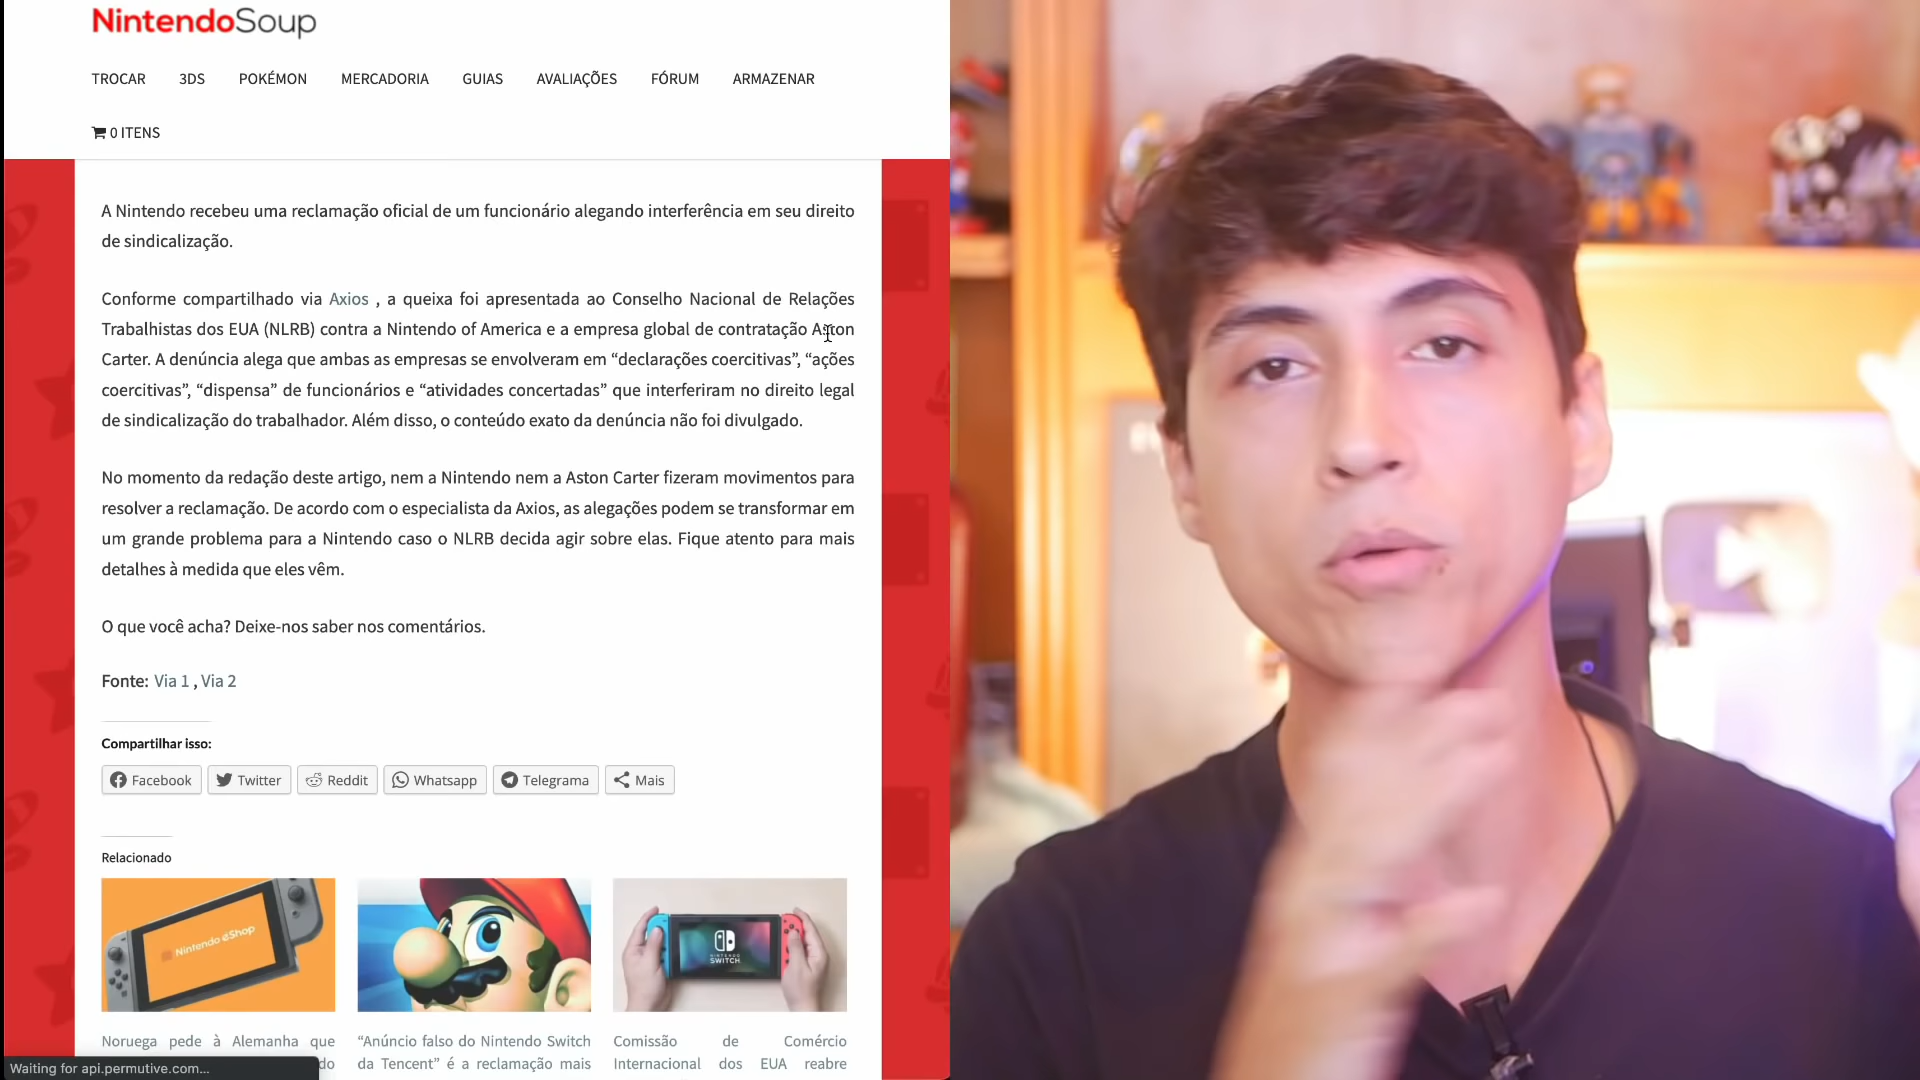 NintendoSoup
TROCAR 3DS POKÉMON MERCADORIA GUIAS AVALIAÇÕES FÓRUM ARMAZENAR
0 ITENS
A Nintendo recebeu uma reclamação oficial de um funcionário alegando interferência em seu direito
de sindicalização.
Conforme compartilhado via Axios , a queixa foi apresentada ao Conselho Nacional de Relações
Trabalhistas dos EUA (NLRB) contra a Nintendo of America e a empresa global de contratação Aston
Carter. A denúncia alega que ambas as empresas se envolveram em “declarações coercitivas”, “ações
coercitivas”, “dispensa” de funcionários e “atividades concertadas” que interferiram no direito legal
de sindicalização do trabalhador. Além disso, o conteúdo exato da denúncia não foi divulgado.
No momento da redação deste artigo, nem a Nintendo nem a Aston Carter fizeram movimentos para
resolver a reclamação. De acordo com o especialista da Axios, as alegações podem se transformar em
um grande problema para a Nintendo caso o NLRB decida agir sobre elas. Fique atento para mais
detalhes à medida que eles vêm.
O que você acha? Deixe-nos saber nos comentários.
Fonte: Via 1 , Via 2
Compartilhar isso:
Facebook Twitter Reddit Whatsapp Telegrama Mais
Relacionado
Nintendo eShop
NINTENDO
SWITCH
Noruega pede à Alemanha que “Anúncio falso do Nintendo Switch Comissão de Comércio
do da Tencent” é a reclamação mais Internacional dos EUA reabre
Waiting for api.permutive.com...